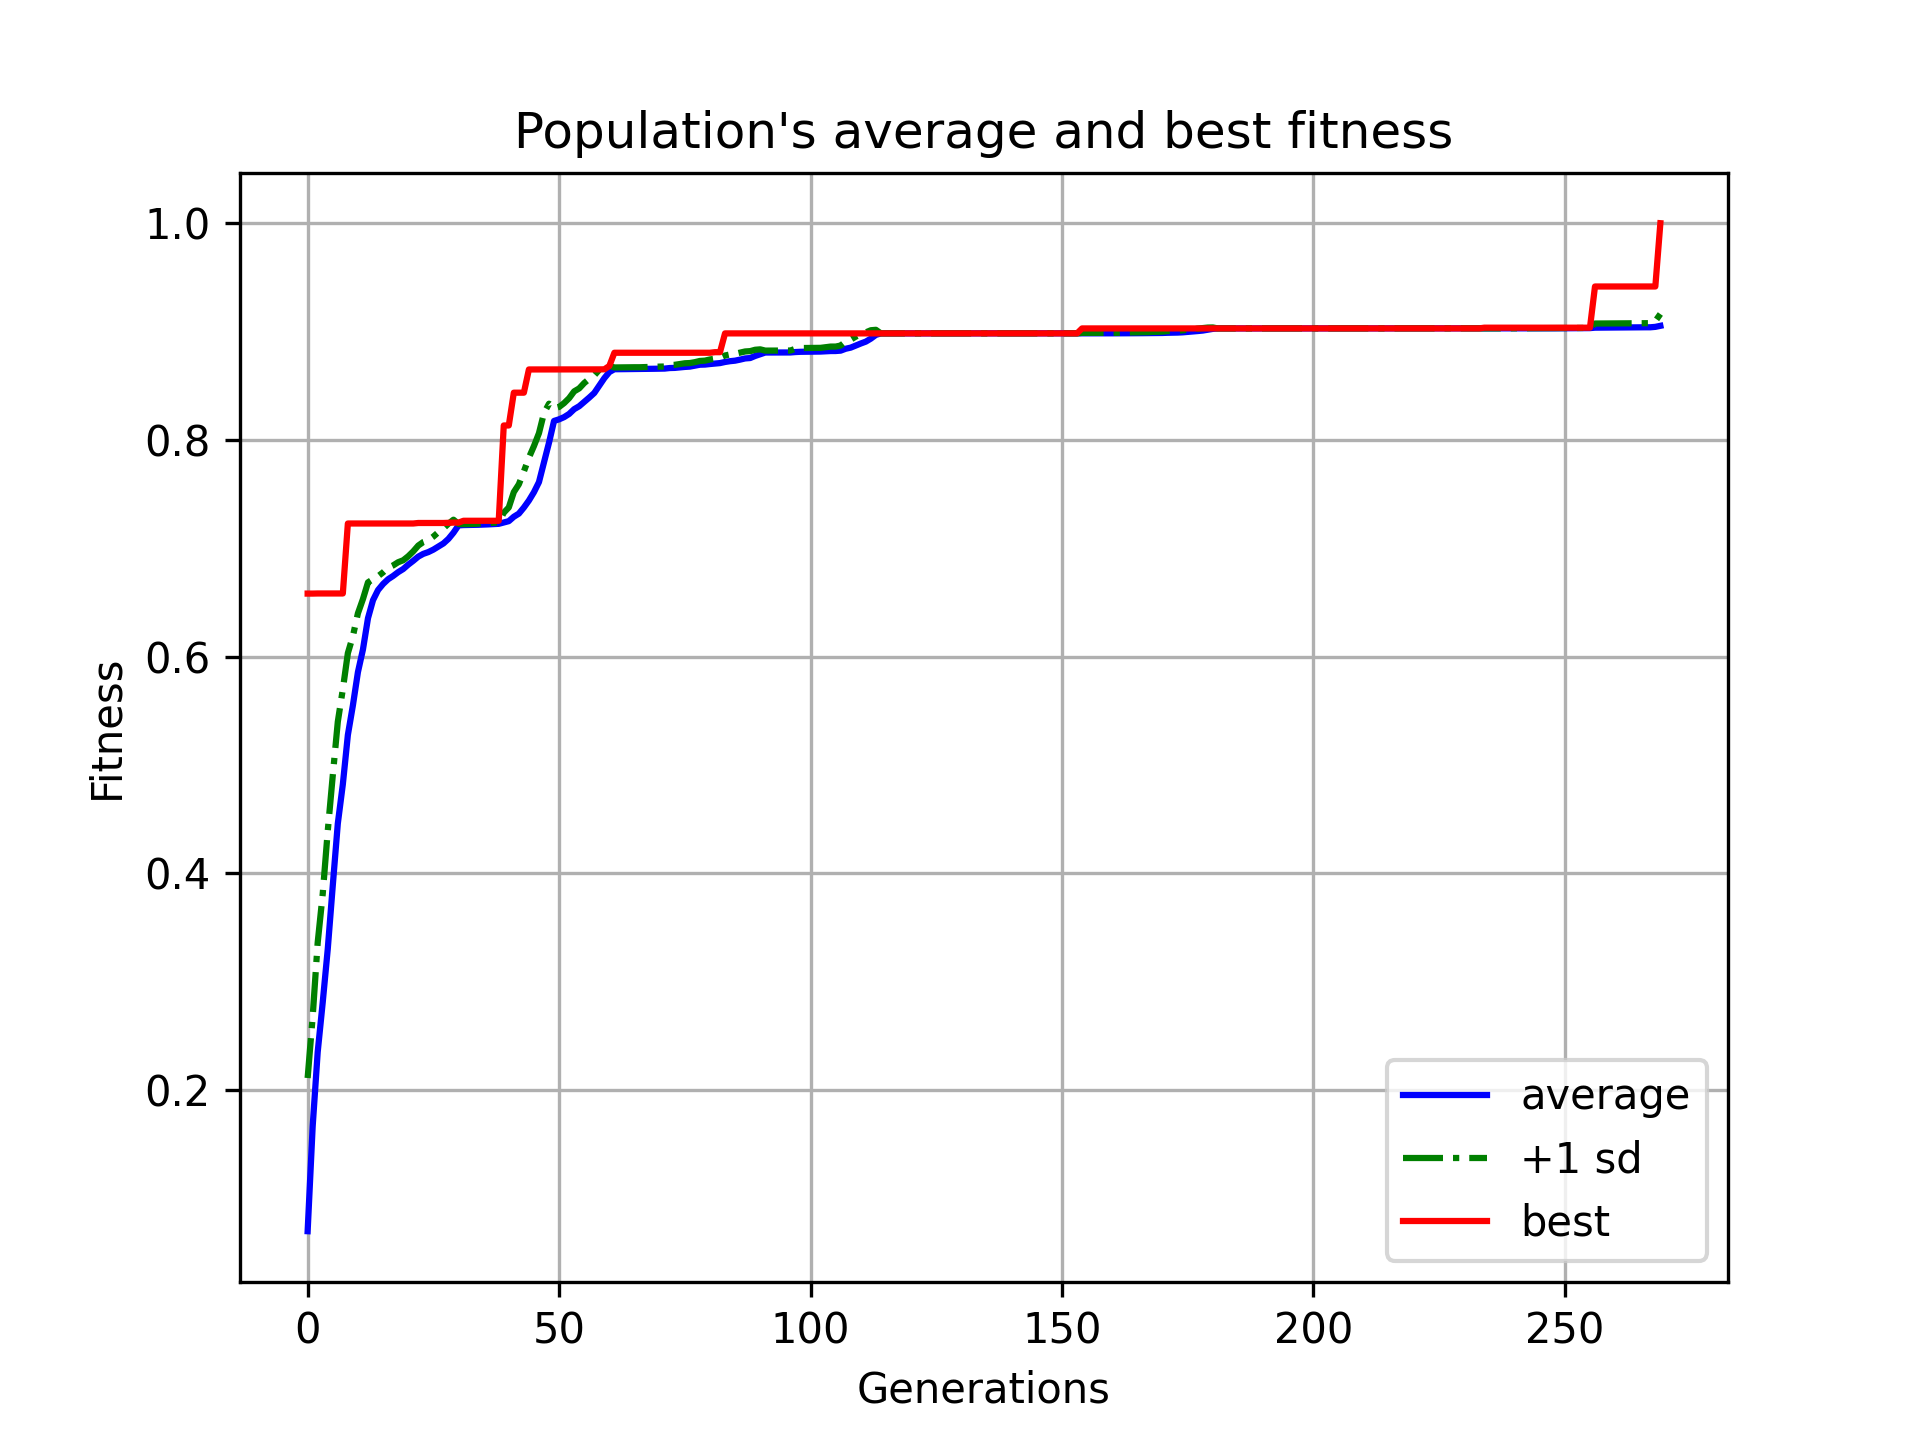 Population's average and best fitness
1.0
0.8
0.6
0.4
0.2
Fitness
0 50 100 150 200 250
Generations
average
+1 sd
best